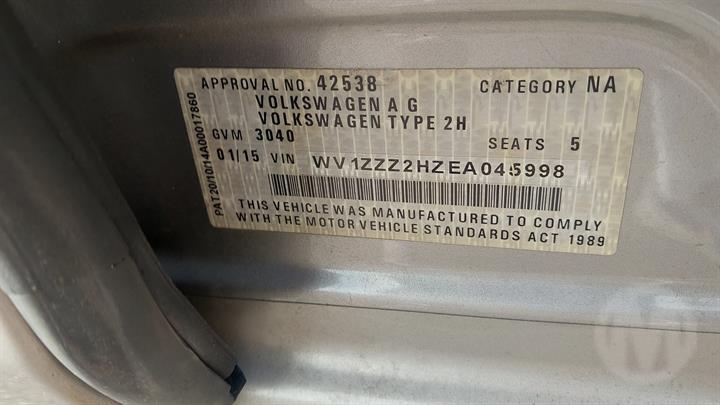 APPROVAL NO. 42538 CATEGORY NA
VOLKSWAGEN A G
VOLKSWAGEN TYPE 2H
GVM 3040 SEATS 5
01/15 VIN WV1ZZZ2HZEA045998
THIS VEHICLE WAS MANUFACTURED TO COMPLY
WITH THE MOTOR VEHICLE STANDARDS ACT 1989
PAT20/10/14A00017860